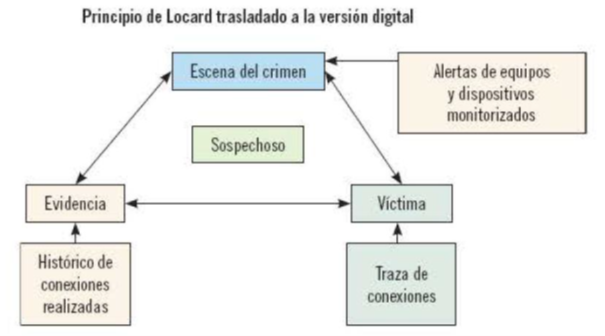 Principio de Locard trasladado a la versión digital
Escena del crimen
Alertas de equipos
y dispositivos
monitorizados
Sospechoso
Evidencia
Víctima
Histórico de
conexiones
realizadas
Traza de
conexiones